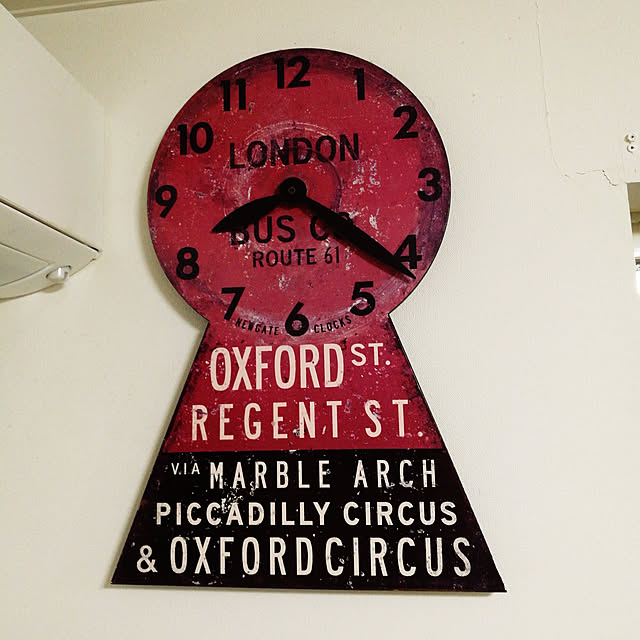 12
11 1
10 2
LONDON
9 3
BUS CO
ROUTE 61
8 4
7 5
6
NEWGATE CLOCKS
OXFORD ST.
REGENT ST.
VIA MARBLE ARCH
PICCADILLY CIRCUS
& OXFORD CIRCUS